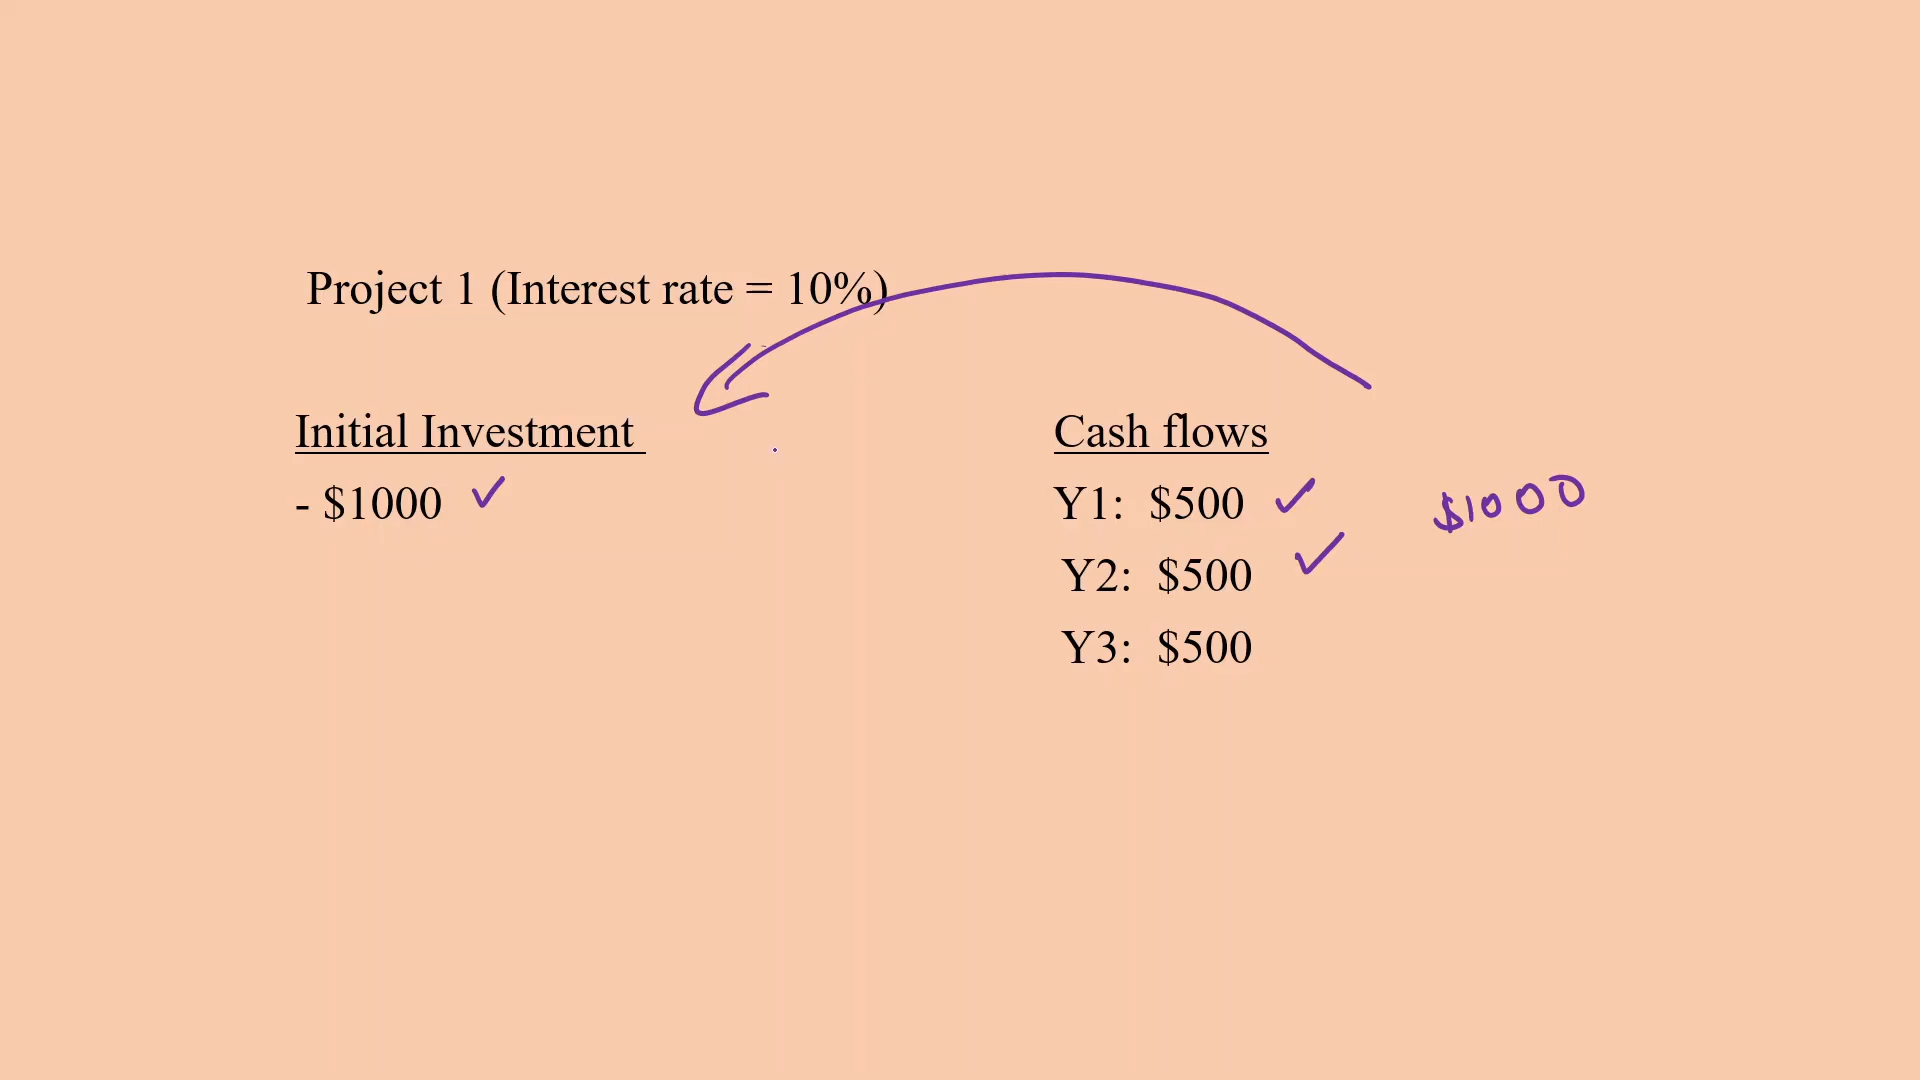 Project 1 (Interest rate = 10%)
Initial Investment
- $1000
Cash flows
Y1: $500
$1000
Y2: $500
Y3: $500